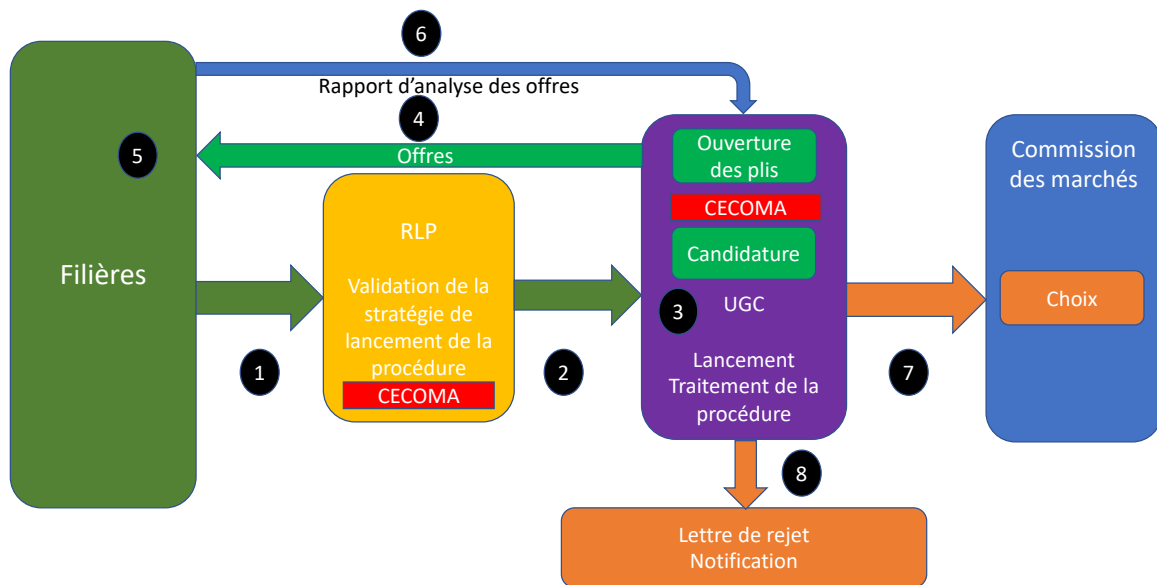 6
Rapport d'analyse des offres
4
Offres
5
Filières
1
RLP
Validation de la
stratégie de
lancement de la
procédure
CECOMA
2
Ouverture
des plis
CECOMA
Candidature
3
UGC
Lancement
Traitement de la
procédure
7
Commission
des marchés
Choix
8
Lettre de rejet
Notification